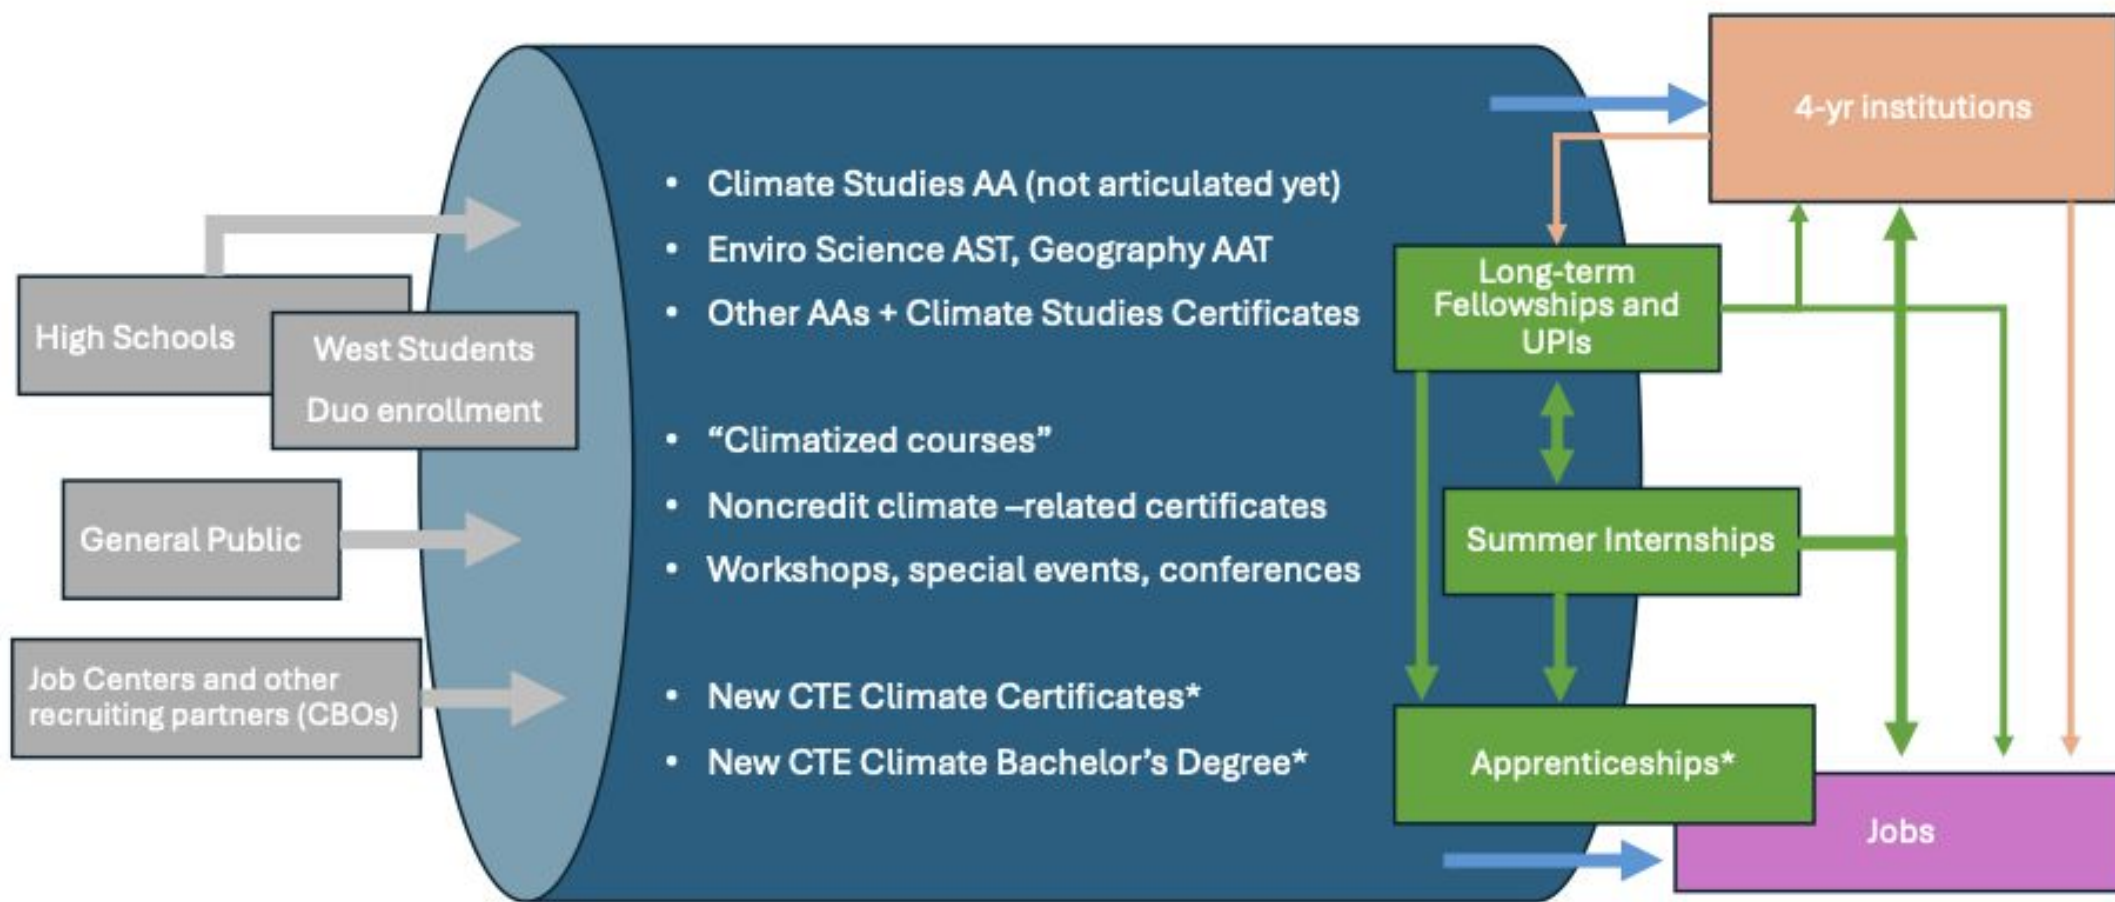 High Schools
West Students
Duo enrollment
General Public
Job Centers and other
recruiting partners (CBOs)
• Climate Studies AA (not articulated yet)
• Enviro Science AST, Geography AAT
• Other AAs + Climate Studies Certificates
• “Climatized courses”
• Noncredit climate –related certificates
• Workshops, special events, conferences
• New CTE Climate Certificates*
• New CTE Climate Bachelor’s Degree*
4-yr institutions
Long-term
Fellowships and
UPIs
Summer Internships
Apprenticeships*
Jobs